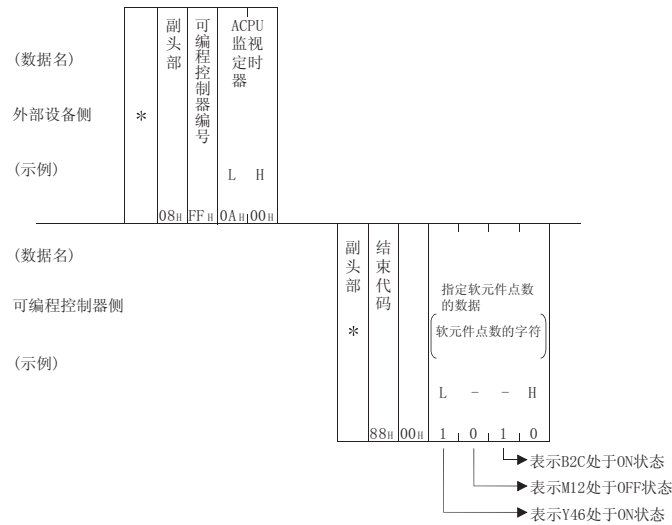 (数据名)
外部设备侧
(示例)
*
副头部
可编程控制器编号
ACPU
监视
定时
器
L H
08H FFH 0AH 00H
(数据名)
可编程控制器侧
(示例)
副头部
*
结束代码
指定软元件点数
的数据
(软元件点数的字符)
L - - H
88H 00H 1 0 1 0
表示B2C处于ON状态
表示M12处于OFF状态
表示Y46处于ON状态